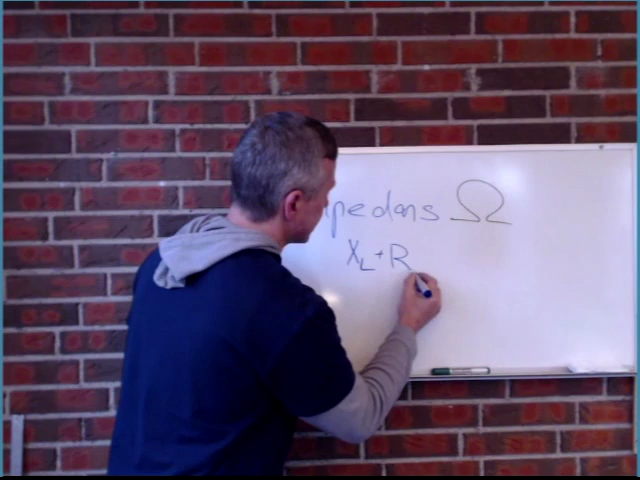 pedans Ω
X_L + R